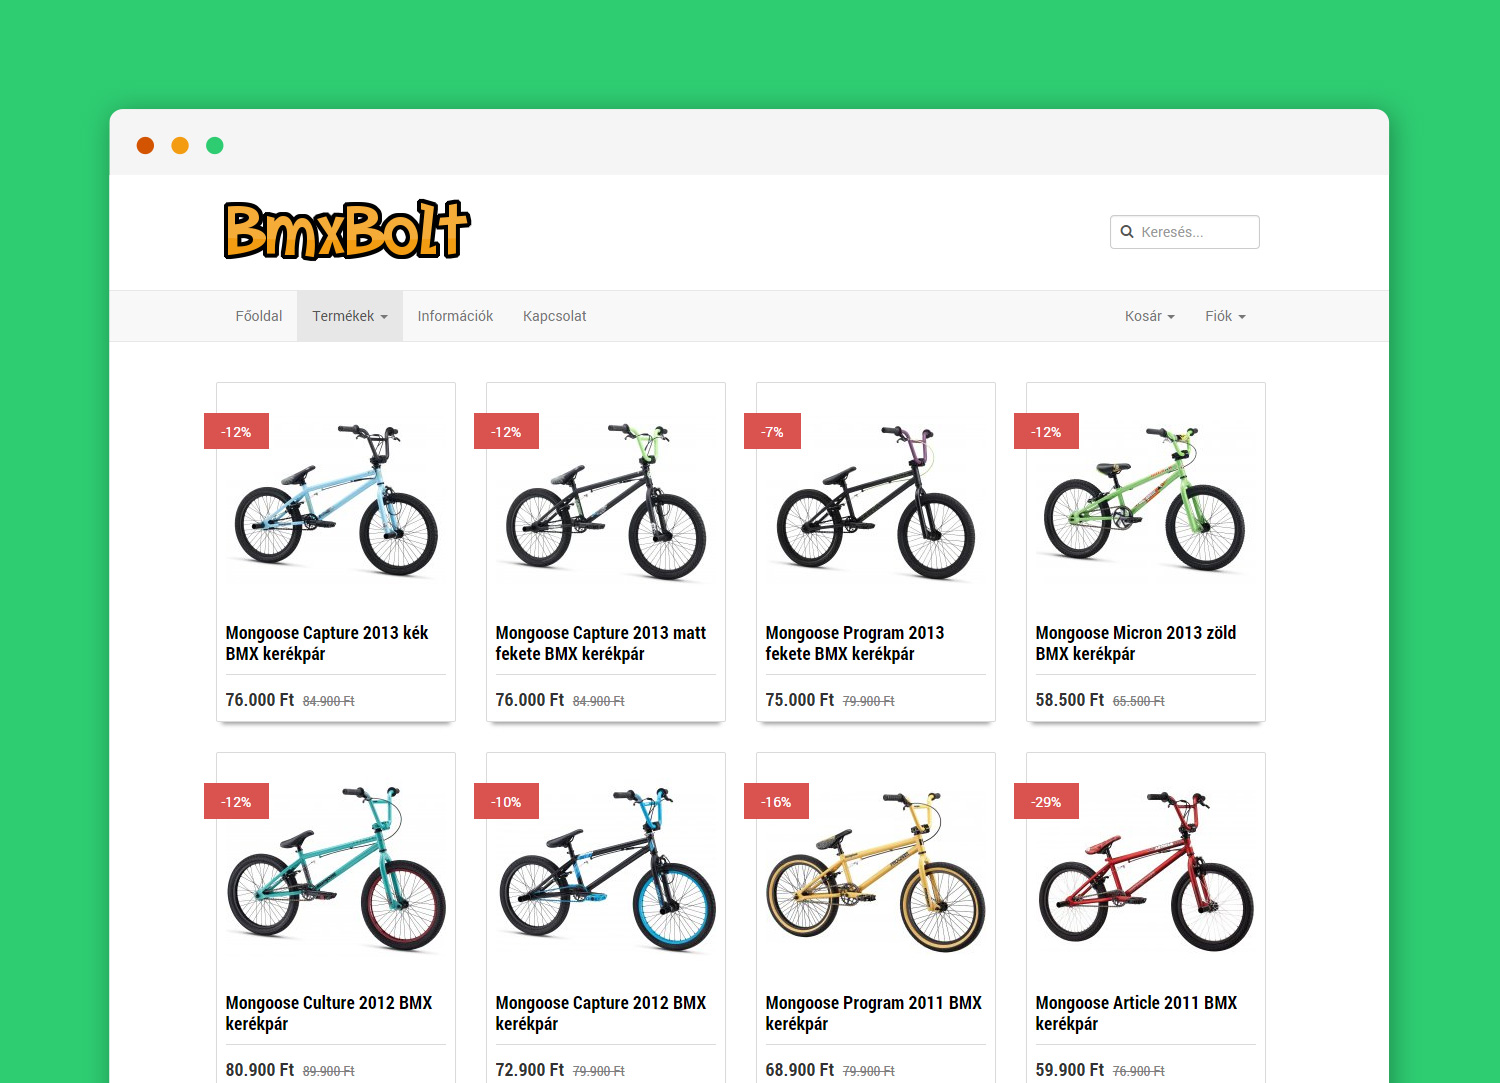 BmxBolt
Keresés...
Főoldal Termékek Információk Kapcsolat Kosár Fiók
-12% -12% -7% -12%
Mongoose Capture 2013 kék
BMX kerékpár
76.000 Ft 84.900 Ft
Mongoose Capture 2013 matt
fekete BMX kerékpár
76.000 Ft 84.900 Ft
Mongoose Program 2013
fekete BMX kerékpár
75.000 Ft 79.900 Ft
Mongoose Micron 2013 zöld
BMX kerékpár
58.500 Ft 65.500 Ft
-12% -10% -16% -29%
Mongoose Culture 2012 BMX
kerékpár
80.900 Ft 89.900 Ft
Mongoose Capture 2012 BMX
kerékpár
72.900 Ft 79.900 Ft
Mongoose Program 2011 BMX
kerékpár
68.900 Ft 79.900 Ft
Mongoose Article 2011 BMX
kerékpár
59.900 Ft 76.900 Ft